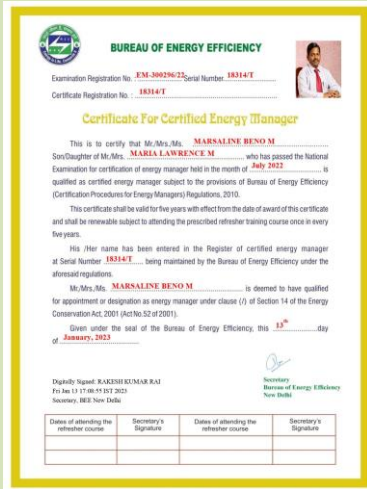 BUREAU OF ENERGY EFFICIENCY
Examination Registration No. :EM-300296/22 Serial Number 18314/T
Certificate Registration No. : 18314/T
Certificate For Certified Energy Manager
This is to certify that Mr./Mrs./Ms. MARSALINE BENO M
Son/Daughter of Mr./Mrs. MARIA LAWRENCE M who has passed the National
Examination for certification of energy manager held in the month of July 2022 is
qualified as certified energy manager subject to the provisions of Bureau of Energy Efficiency
(Certification Procedures for Energy Managers) Regulations, 2010.
This certificate shall be valid for five years with effect from the date of award of this certificate
and shall be renewable subject to attending the prescribed refresher training course once in every
five years.
His /Her name has been entered in the Register of certified energy manager
at Serial Number 18314/T being maintained by the Bureau of Energy Efficiency under the
aforesaid regulations.
Mr./Mrs./Ms. MARSALINE BENO M is deemed to have qualified
for appointment or designation as energy manager under clause (l) of Section 14 of the Energy
Conservation Act, 2001 (Act No.52 of 2001).
Given under the seal of the Bureau of Energy Efficiency, this 13th day
of January, 2023
Digitally Signed: RAKESH KUMAR RAI
Fri Jan 13 17:08:55 IST 2023
Secretary, BEE New Delhi
Secretary
Bureau of Energy Efficiency
New Delhi
Dates of attending the refresher course
Secretary's Signature
Dates of attending the refresher course
Secretary's Signature